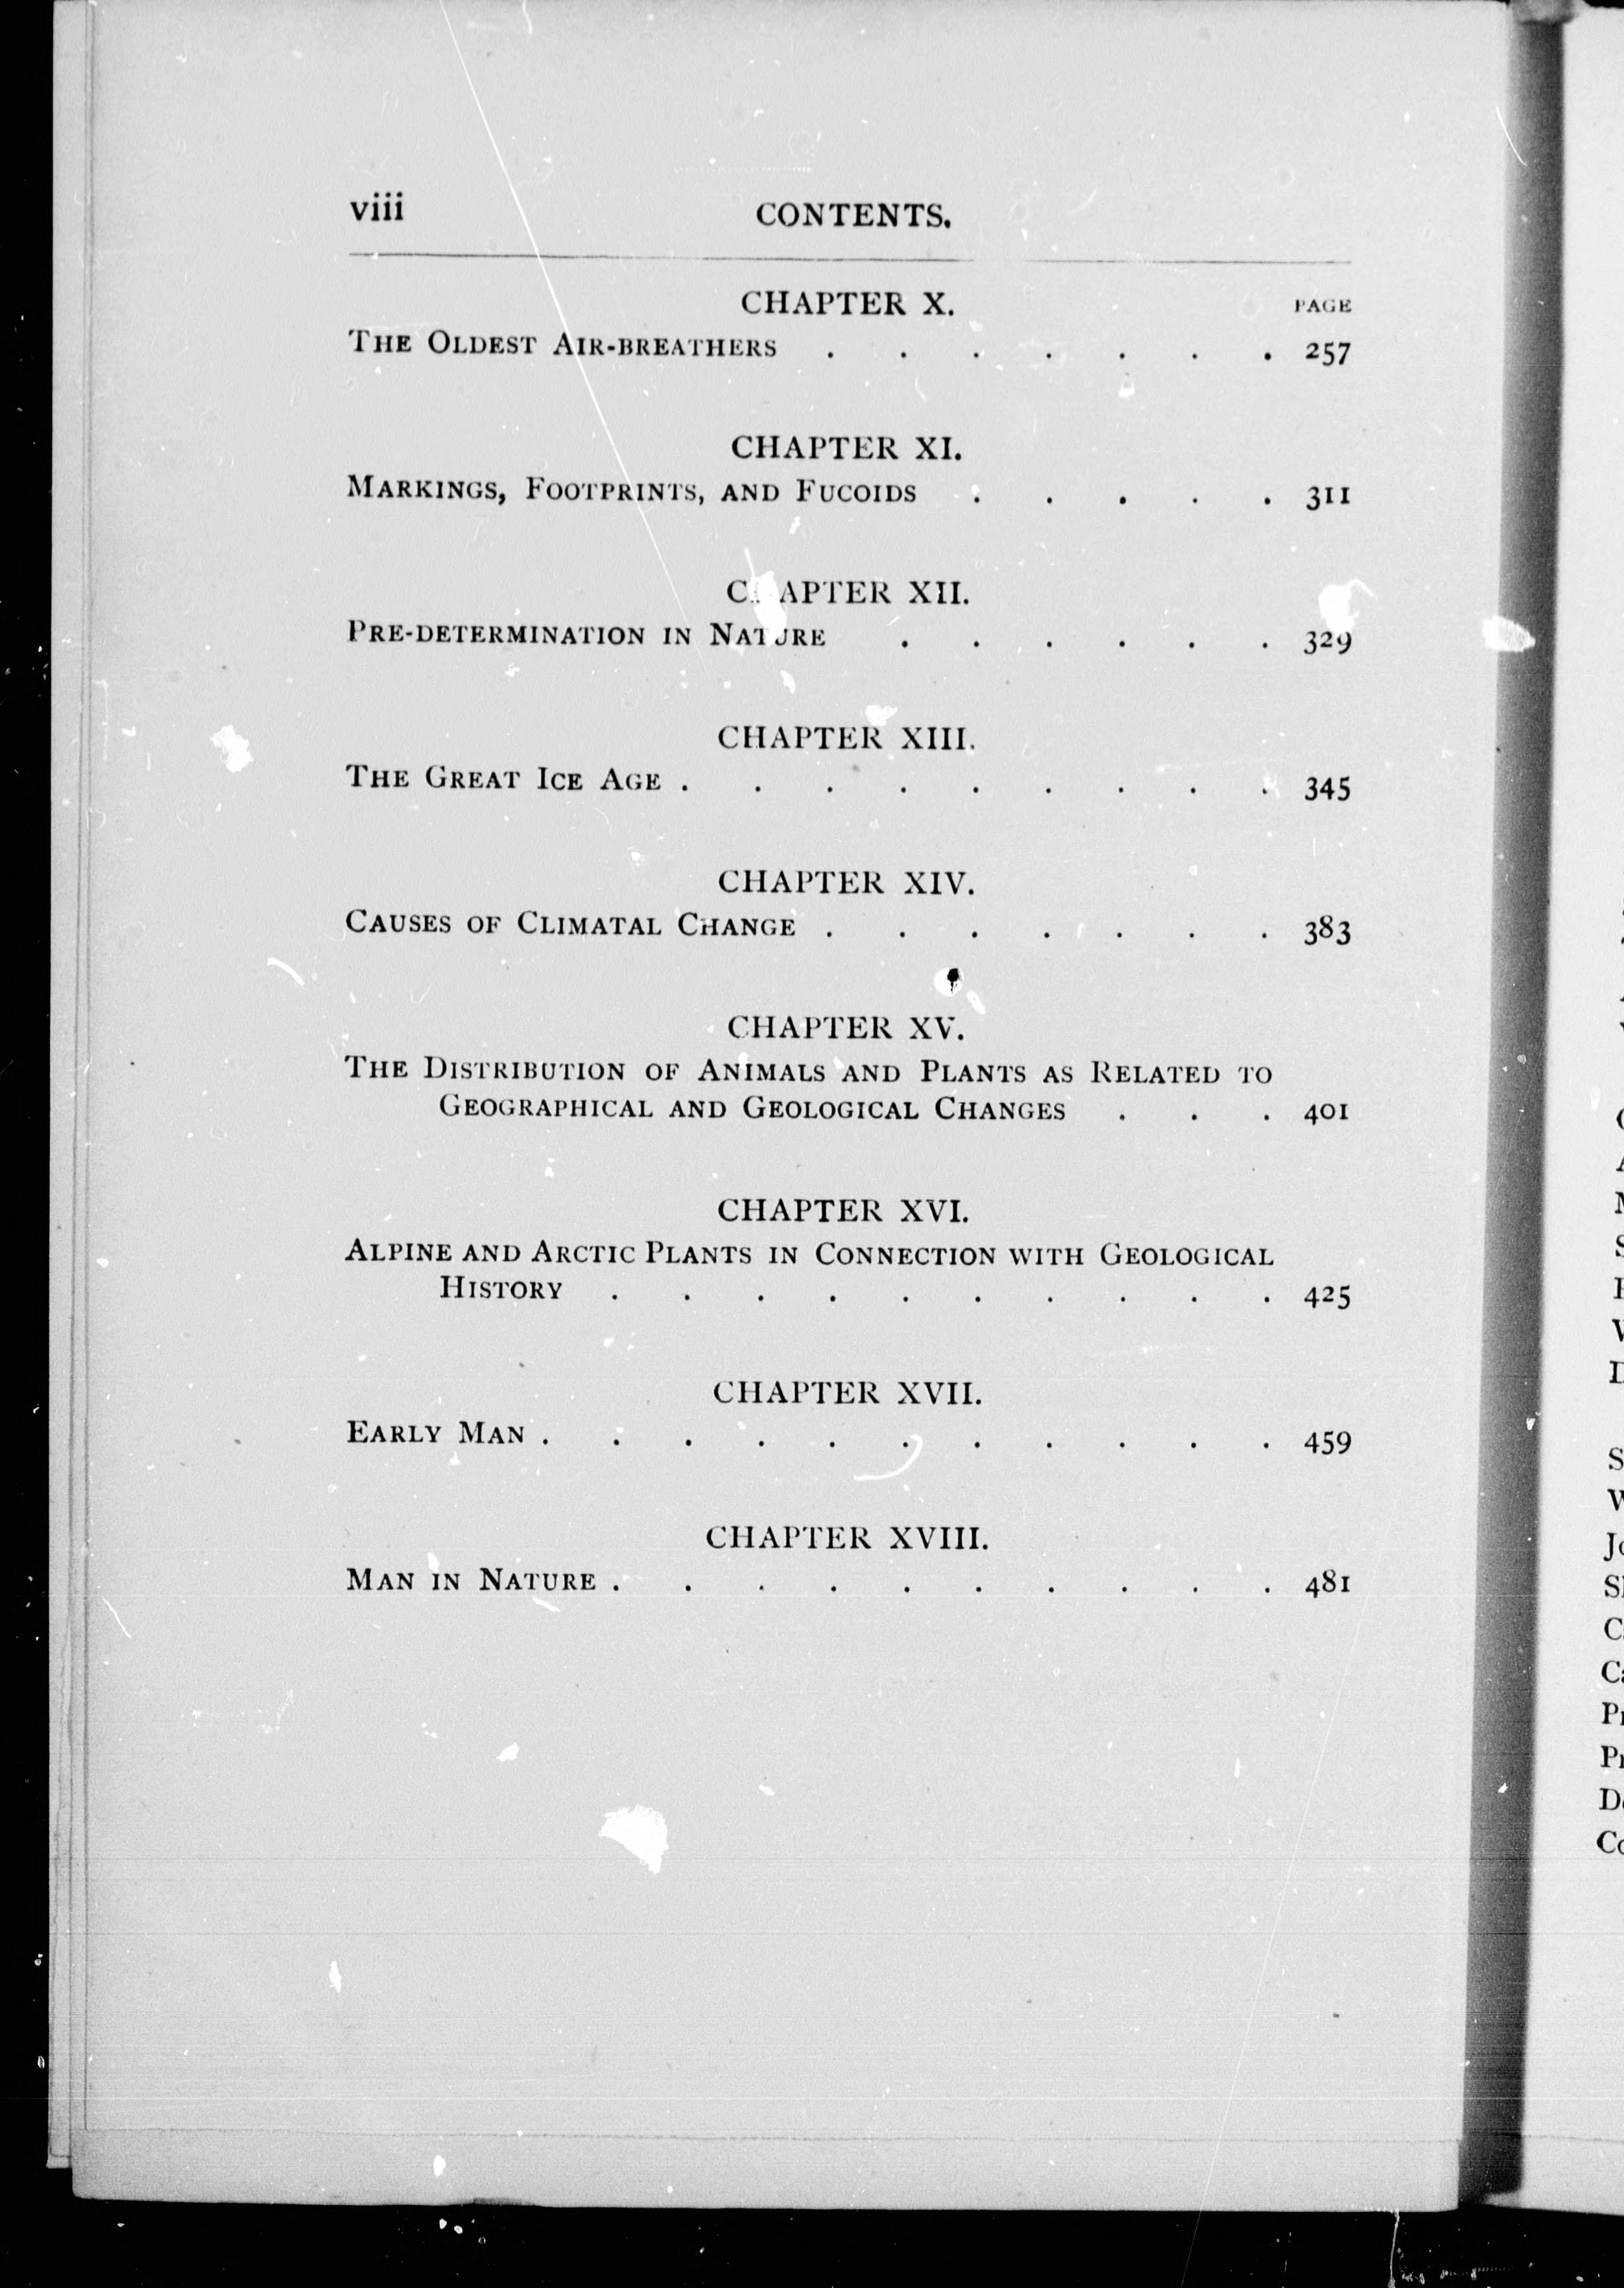 viii CONTENTS.
CHAPTER X. PAGE
THE OLDEST AIR-BREATHERS . . . . . . . 257
CHAPTER XI.
MARKINGS, FOOTPRINTS, AND FUCOIDS . . . . . 311
CHAPTER XII.
PRE-DETERMINATION IN NATURE . . . . . . 329
CHAPTER XIII.
THE GREAT ICE AGE . . . . . . . . . 345
CHAPTER XIV.
CAUSES OF CLIMATAL CHANGE . . . . . . . 383
CHAPTER XV.
THE DISTRIBUTION OF ANIMALS AND PLANTS AS RELATED TO
GEOGRAPHICAL AND GEOLOGICAL CHANGES . . . 401
CHAPTER XVI.
ALPINE AND ARCTIC PLANTS IN CONNECTION WITH GEOLOGICAL
HISTORY . . . . . . . . . . 425
CHAPTER XVII.
EARLY MAN . . . . . . . . . . . 459
CHAPTER XVIII.
MAN IN NATURE . . . . . . . . . . 481